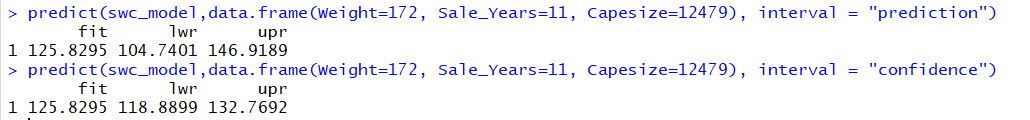 > predict(swc_model,data.frame(Weight=172, Sale_Years=11, Capesize=12479), interval = "prediction")
fit lwr upr
1 125.8295 104.7401 146.9189
> predict(swc_model,data.frame(Weight=172, Sale_Years=11, Capesize=12479), interval = "confidence")
fit lwr upr
1 125.8295 118.8899 132.7692